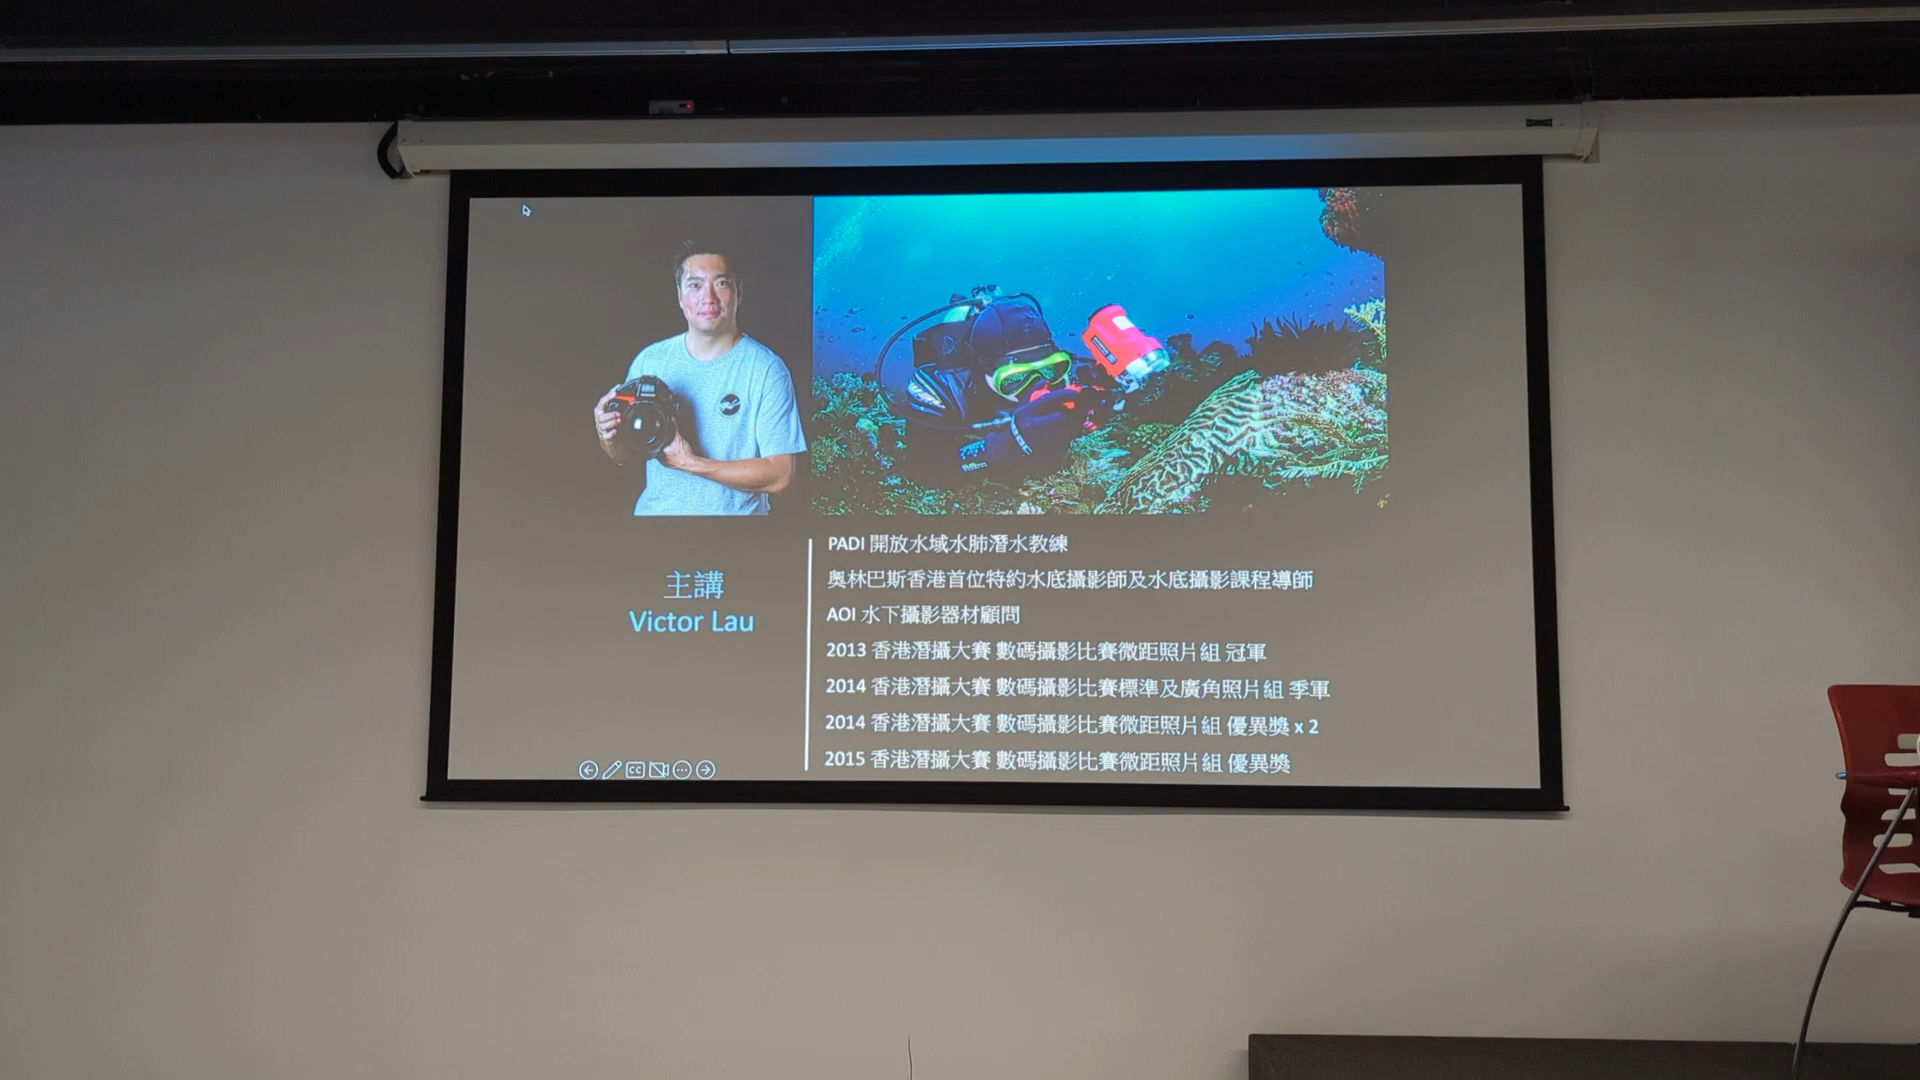 主講
Victor Lau
PADI 開放水域水肺潛水教練
奧林巴斯香港首位特約水底攝影師及水底攝影課程導師
AOI 水下攝影器材顧問
2013 香港潛攝大賽 數碼攝影比賽微距照片組 冠軍
2014 香港潛攝大賽 數碼攝影比賽標準及廣角照片組 季軍
2014 香港潛攝大賽 數碼攝影比賽微距照片組 優異獎 x 2
2015 香港潛攝大賽 數碼攝影比賽微距照片組 優異獎
CC